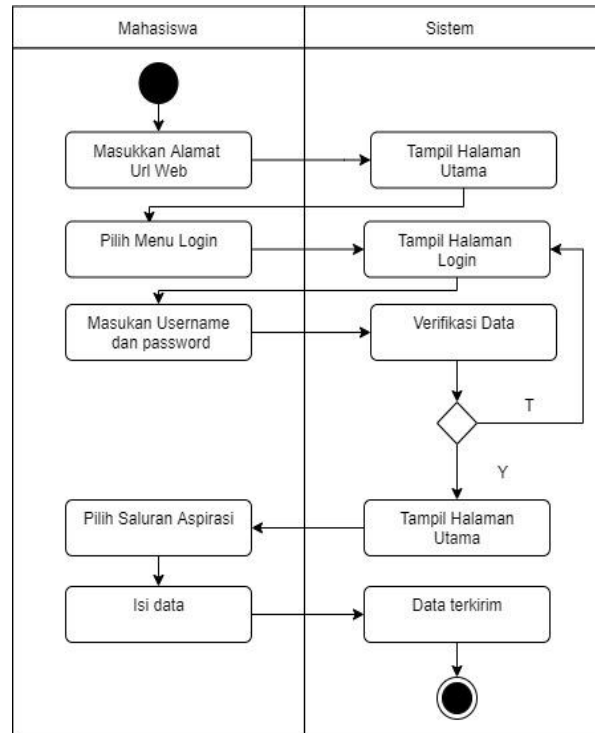 Mahasiswa
Sistem
Masukkan Alamat
Url Web
Tampil Halaman
Utama
Pilih Menu Login
Tampil Halaman
Login
Masukan Username
dan password
Verifikasi Data
T
Y
Pilih Saluran Aspirasi
Tampil Halaman
Utama
Isi data
Data terkirim